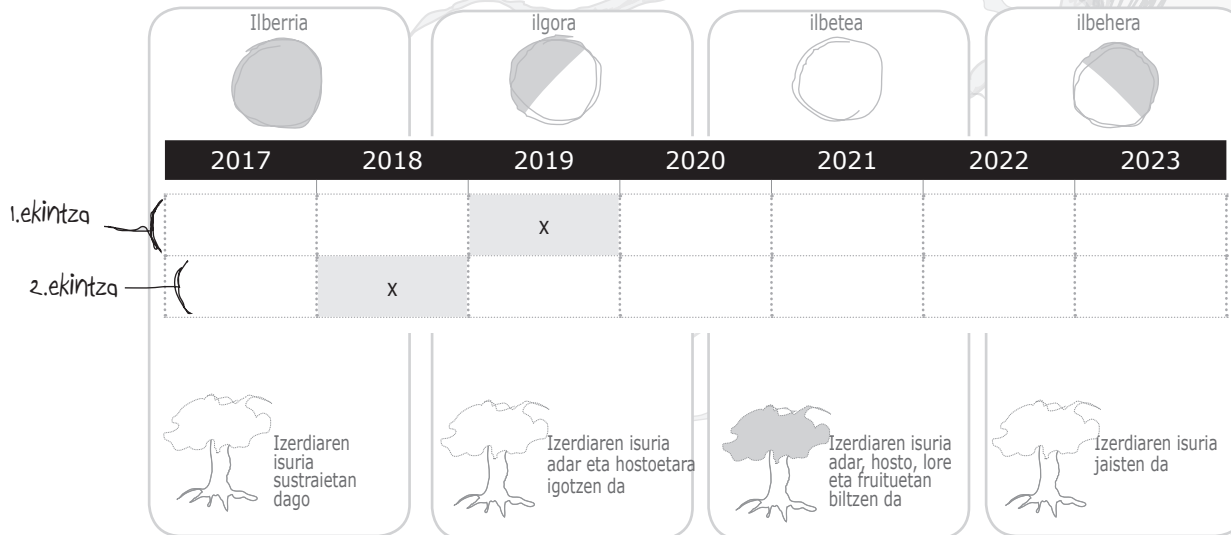 Ilberria
ilgora
ilbetea
ilbehera
2017 2018 2019 2020 2021 2022 2023
1.ekintza
x
2.ekintza
x
Izerdiaren
isuria
sustraietan
dago
Izerdiaren isuria
adar eta hostoetara
igotzen da
Izerdiaren isuria
adar, hosto, lore
eta fruituetan
biltzen da
Izerdiaren isuria
jaisten da